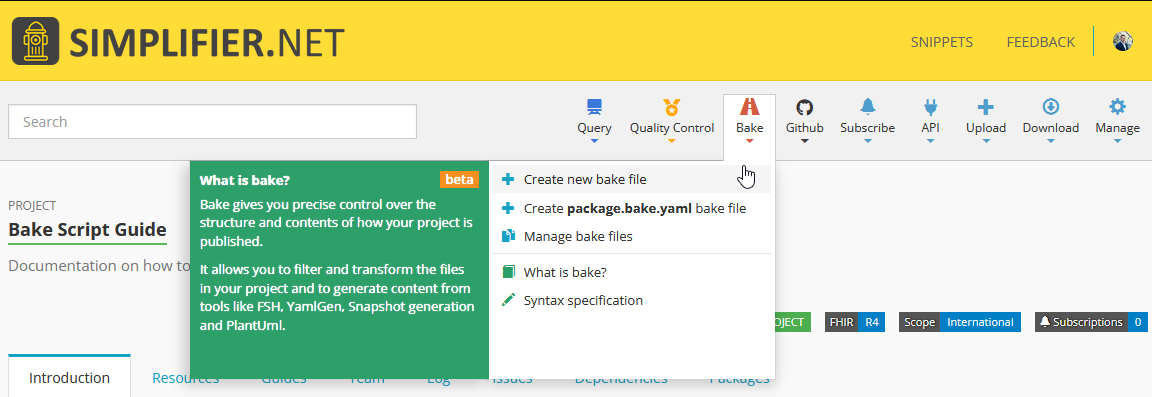 SIMPLIFIER.NET
SNIPPETS
FEEDBACK
Search
Query
Quality Control
Bake
Github
Subscribe
API
Upload
Download
Manage
What is bake?
beta
Bake gives you precise control over the
structure and contents of how your project is
published.
It allows you to filter and transform the files
in your project and to generate content from
tools like FSH, YamlGen, Snapshot generation
and PlantUml.
Create new bake file
Create package.bake.yaml bake file
Manage bake files
What is bake?
Syntax specification
PROJECT
Bake Script Guide
Documentation on how to
FHIR R4
Scope International
Subscriptions 0
Introduction
Resources
Guides
Team
Log
Issues
Dependencies
Packages